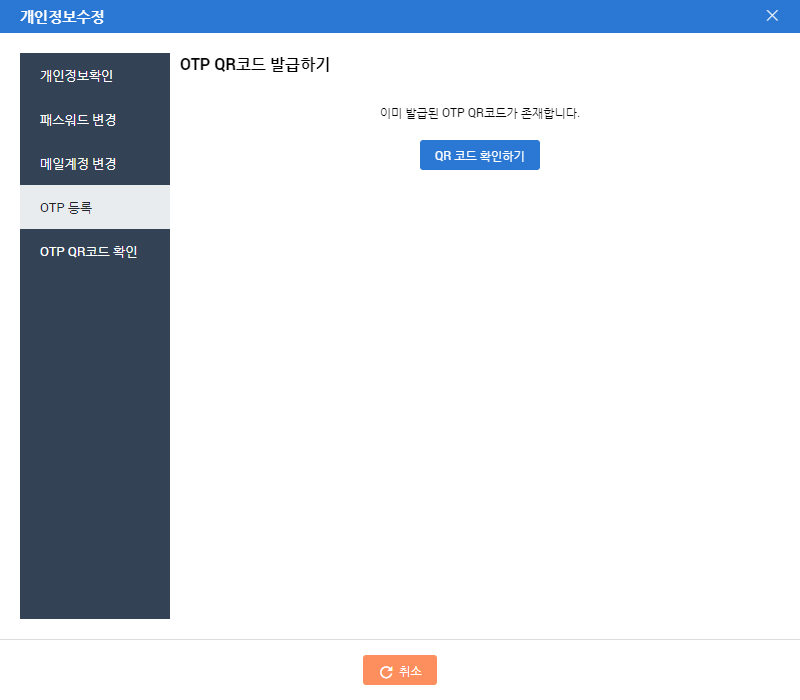 개인정보수정
개인정보확인
패스워드 변경
메일계정 변경
OTP 등록
OTP QR코드 확인
OTP QR코드 발급하기
이미 발급된 OTP QR코드가 존재합니다.
QR 코드 확인하기
취소